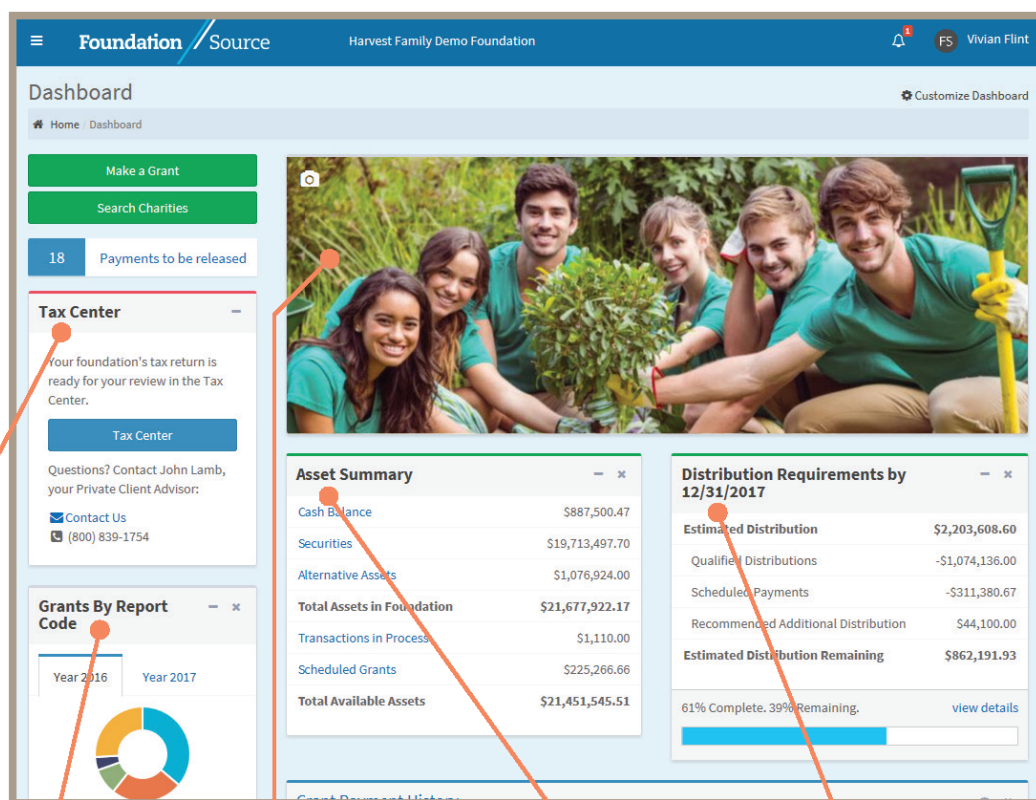 Foundation Source
Harvest Family Demo Foundation
1
FS
Vivian Flint
Dashboard
Customize Dashboard
Home / Dashboard
Make a Grant
Search Charities
18 Payments to be released
Tax Center
Your foundation's tax return is
ready for your review in the Tax
Center.
Tax Center
Questions? Contact John Lamb,
your Private Client Advisor:
Contact Us
(800) 839-1754
Grants By Report
Code
Year 2016 Year 2017
Asset Summary
Cash Balance $887,500.47
Securities $19,713,497.70
Alternative Assets $1,076,924.00
Total Assets in Foundation $21,677,922.17
Transactions in Process $1,110.00
Scheduled Grants $225,266.66
Total Available Assets $21,451,545.51
Distribution Requirements by
12/31/2017
Estimated Distribution $2,203,608.60
Qualified Distributions -$1,074,136.00
Scheduled Payments -$311,380.67
Recommended Additional Distribution $44,100.00
Estimated Distribution Remaining $862,191.93
61% Complete. 39% Remaining. view details
Grant Payment History